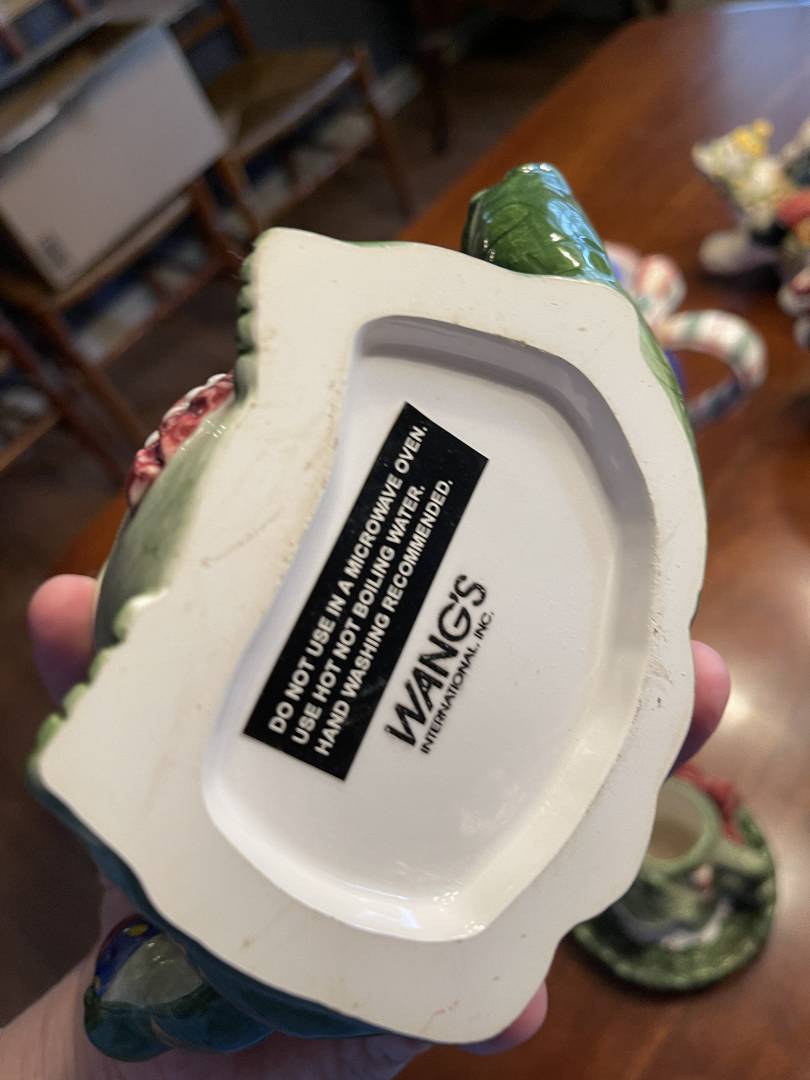 DO NOT USE IN A MICROWAVE OVEN.
USE HOT NOT BOILING WATER.
HAND WASHING RECOMMENDED.
WANG'S
INTERNATIONAL, INC.